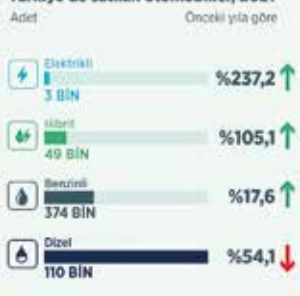 Adet Önceki yıla göre
Elektrikli
%237,2
3 BİN
Hibrit
%105,1
49 BİN
Benzinli
%17,6
374 BİN
Dizel
%54,1
110 BİN